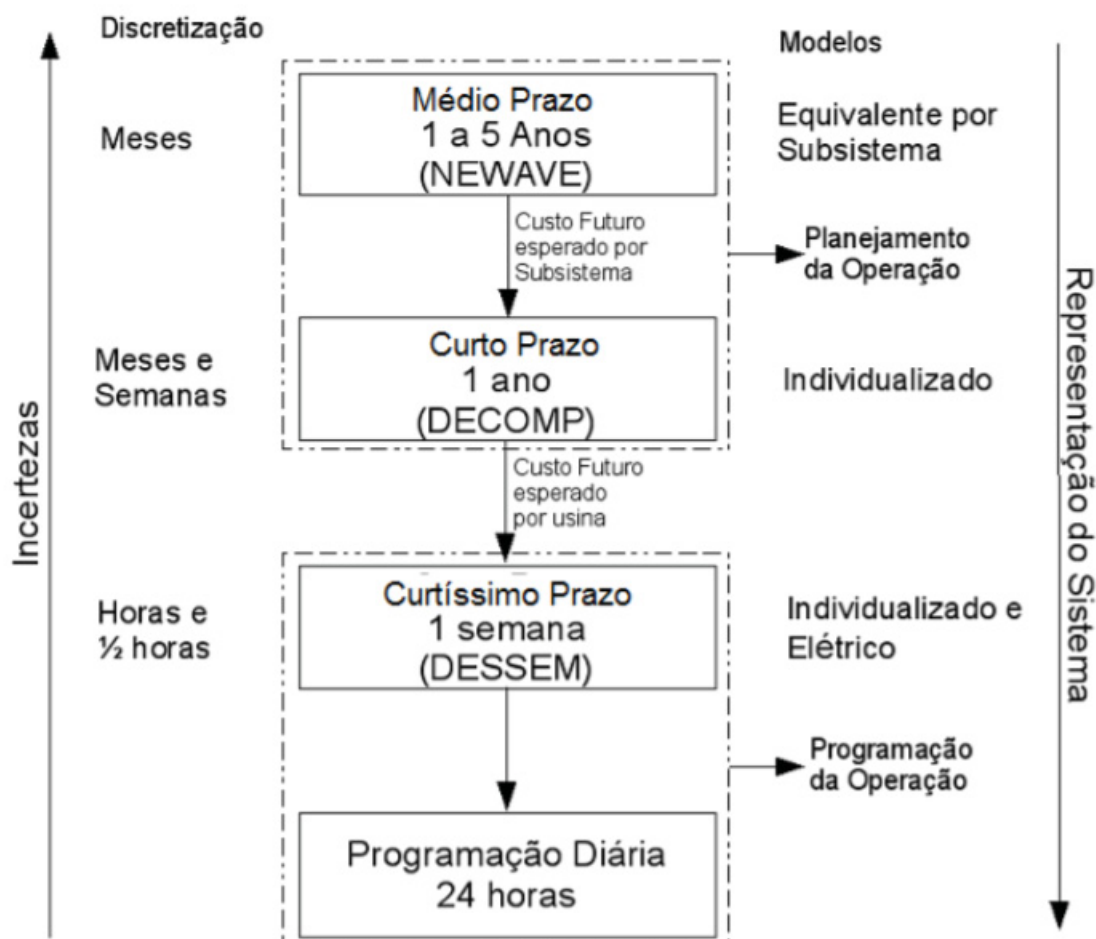 Discretização
Modelos
Médio Prazo
1 a 5 Anos
(NEWAVE)
Meses
Equivalente por
Subsistema
Custo Futuro
esperado por
Subsistema
Planejamento
da Operação
Curto Prazo
1 ano
(DECOMP)
Meses e
Semanas
Individualizado
Custo Futuro
esperado
por usina
Curtíssimo Prazo
1 semana
(DESSEM)
Horas e
½ horas
Individualizado e
Elétrico
Programação
da Operação
Programação Diária
24 horas
Incertezas
Representação do Sistema